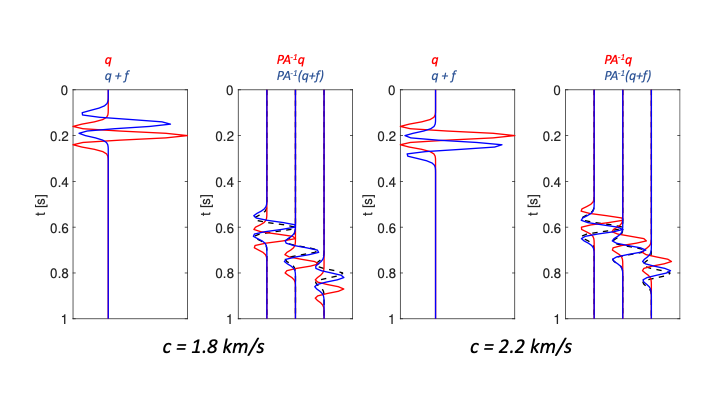 q
q + f
PA⁻¹q
PA⁻¹(q+f)
q
q + f
PA⁻¹q
PA⁻¹(q+f)
0
0.2
0.4
0.6
0.8
1
t [s]
0
0.2
0.4
0.6
0.8
1
t [s]
0
0.2
0.4
0.6
0.8
1
t [s]
0
0.2
0.4
0.6
0.8
1
t [s]
c = 1.8 km/s
c = 2.2 km/s